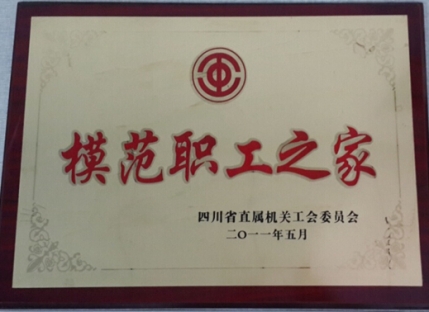 模范职工之家
四川省直属机关工会委员会
二〇一一年五月